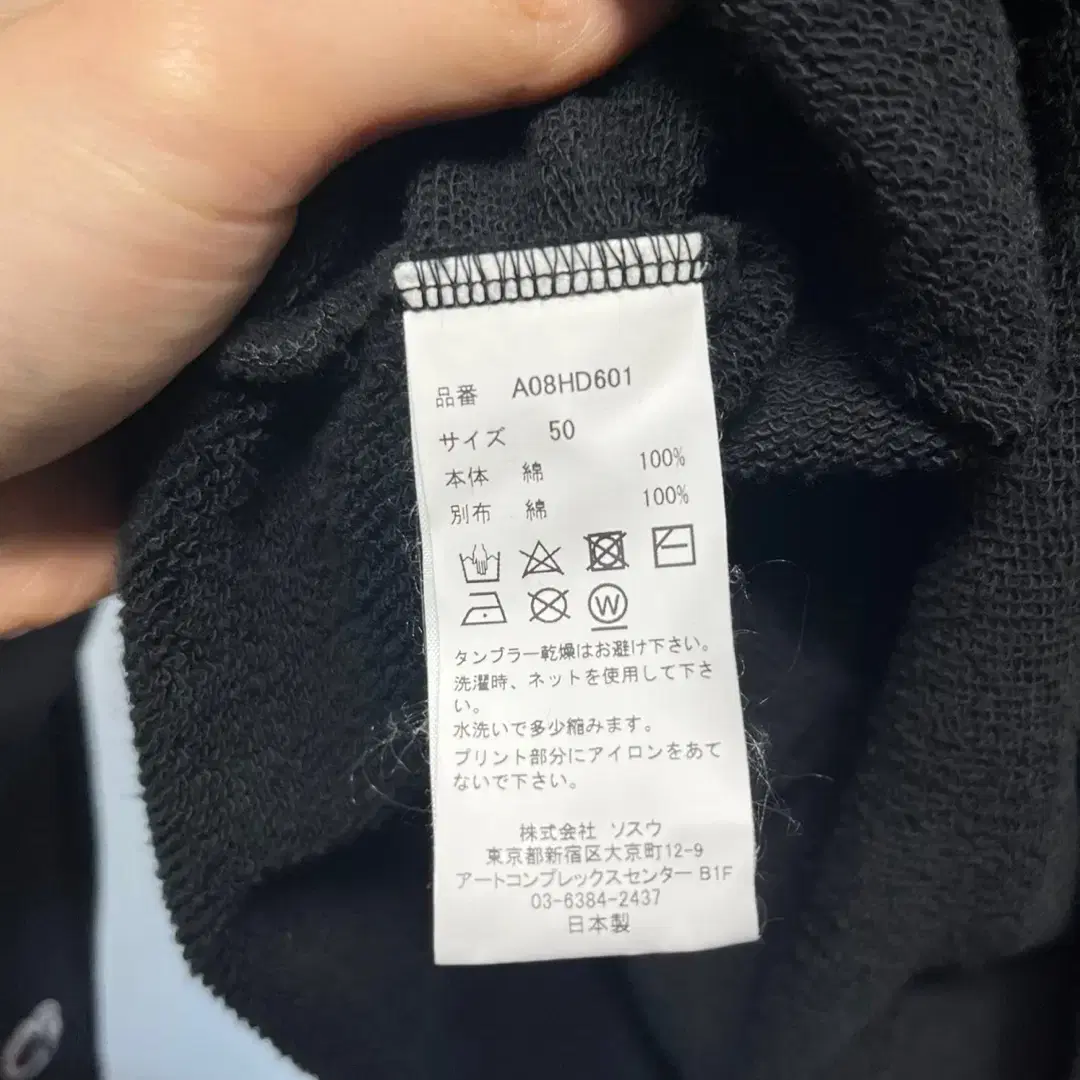 品番 A08HD601
サイズ 50
本体 綿 100%
別布 綿 100%
W
タンブラー乾燥はお避け下さい。
洗濯時、ネットを使用して下さ
い。
水洗いで多少縮みます。
プリント部分にアイロンをあて
ないで下さい。
株式会社 ソスウ
東京都新宿区大京町12-9
アートコンプレックスセンター B1F
03-6384-2437
日本製